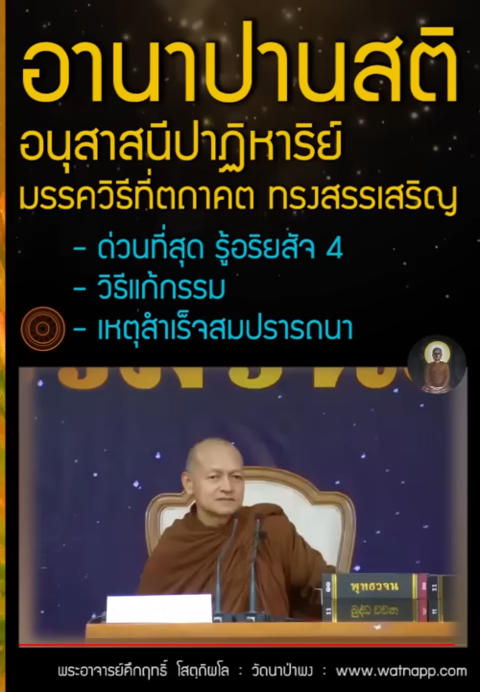 อานาปานสติ
อนุสาสนีปาฏิหาริย์
มรรควิธีที่ตถาคต ทรงสรรเสริญ
- ด่วนที่สุด รู้อริยสัจ 4
- วิธีแก้กรรม
- เหตุสำเร็จสมปรารถนา
พุทธวจน
พระอาจารย์คึกฤทธิ์ โสตฺถิผโล : วัดนาป่าพง : www.watnapp.com